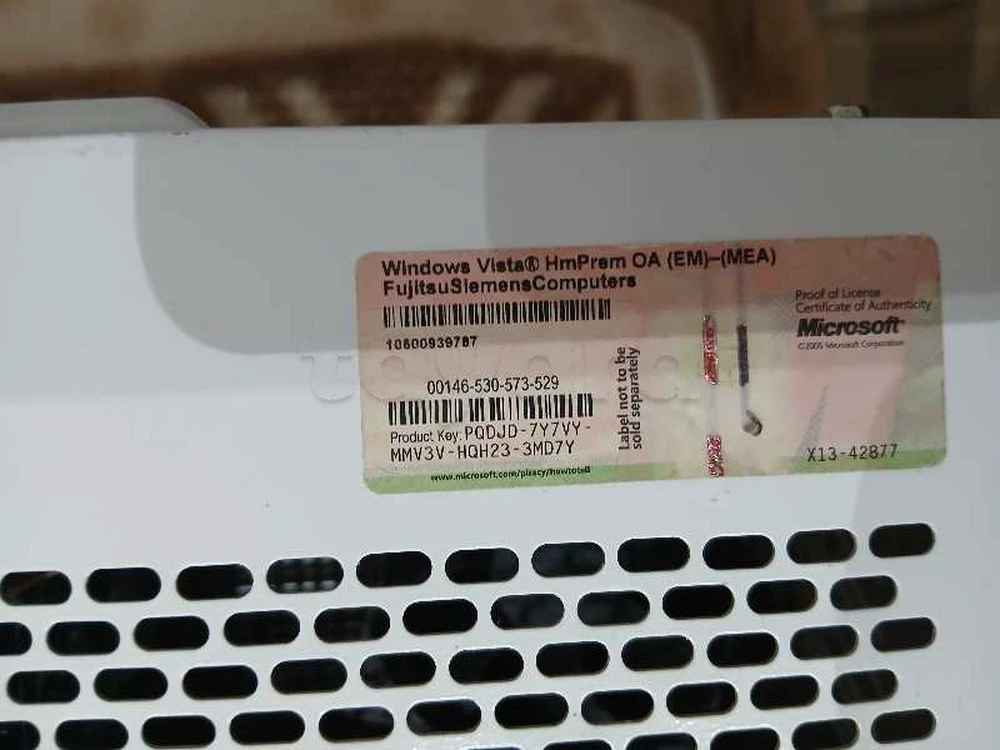 Windows Vista® HmPrem OA (EM)–(MEA)
FujitsuSiemensComputers
10600939787
00146-530-573-529
Product Key: PQDJD-7Y7VY-
MMV3V-HQH23-3MD7Y
www.microsoft.com/piracy/howtotell
Label not to be
sold separately
Proof of License
Certificate of Authenticity
Microsoft®
©2005 Microsoft Corporation
X13-42877